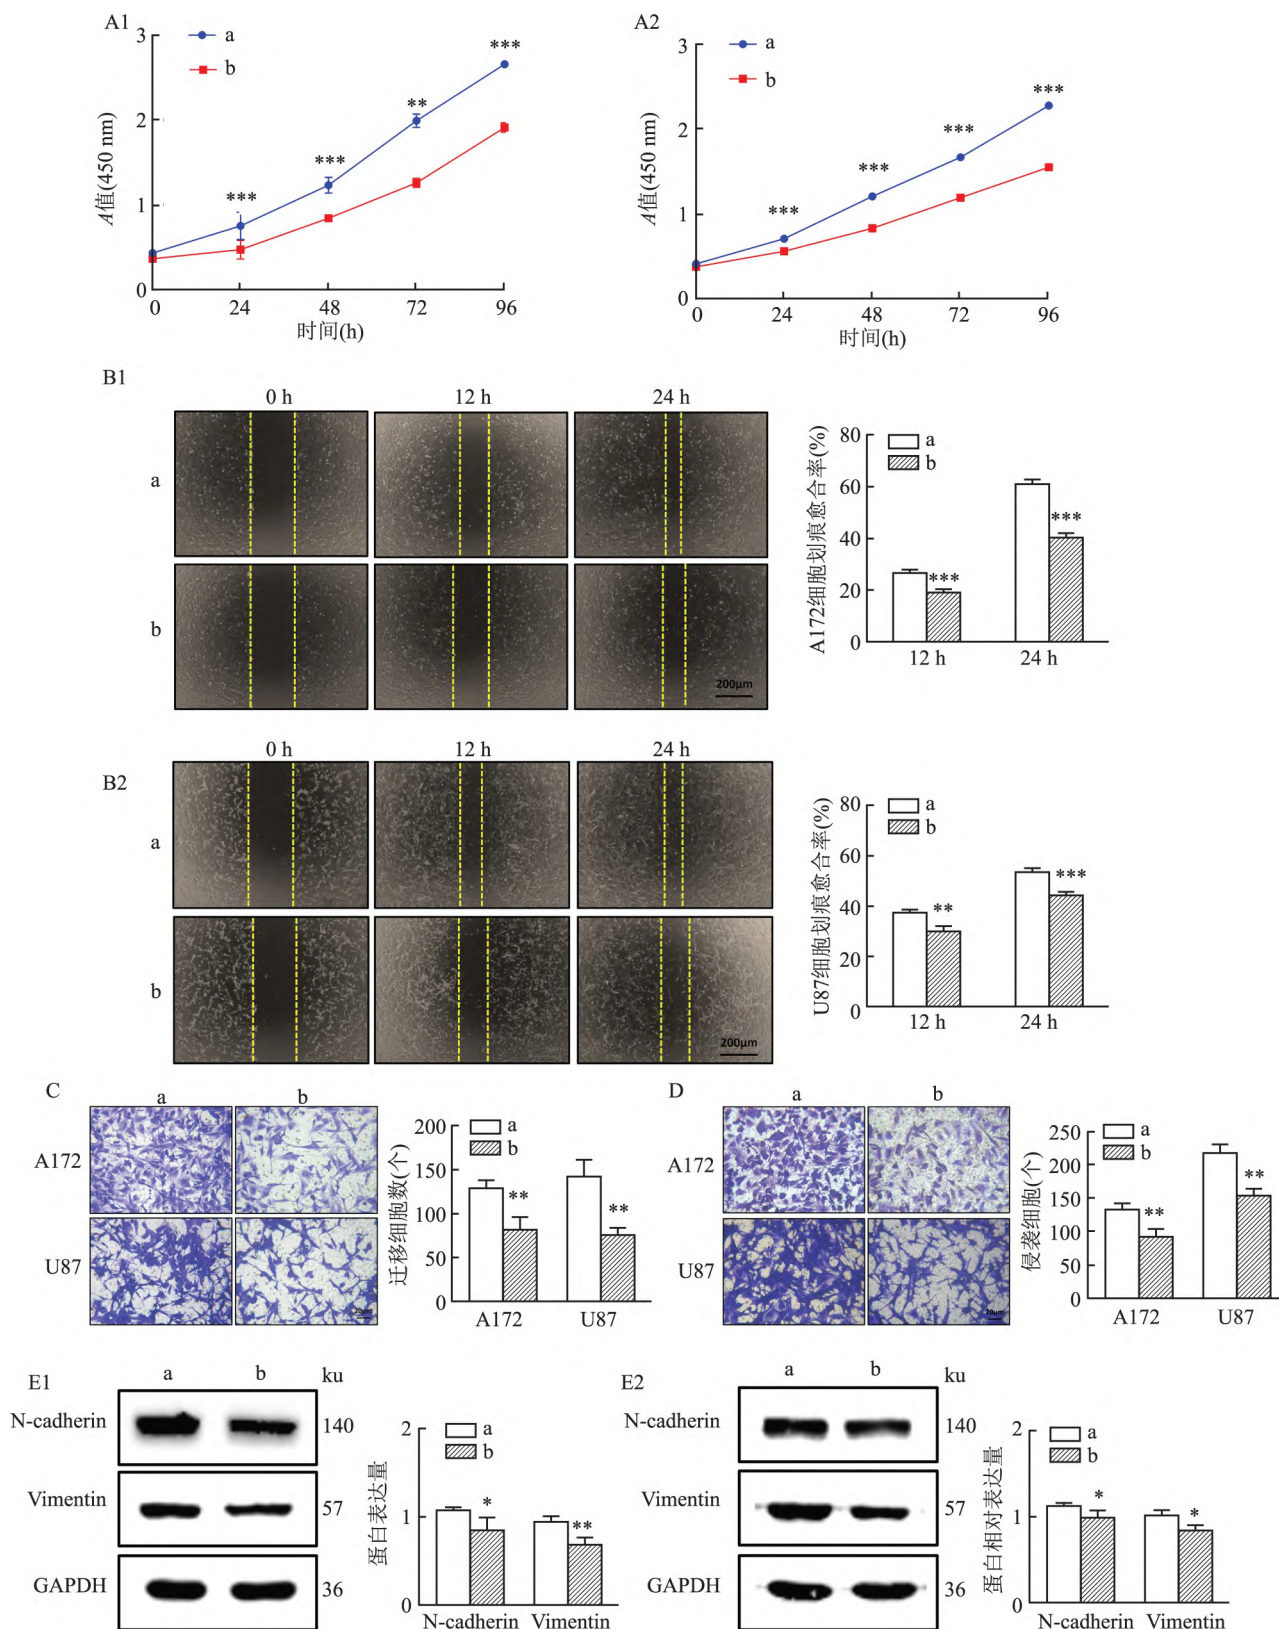 A1
a
b
3
2
1
0
***
***
**
***
A值(450 nm)
0 24 48 72 96
时间(h)
A2
a
b
3
2
1
0
***
***
***
***
A值(450 nm)
0 24 48 72 96
时间(h)
B1
0 h 12 h 24 h
a
b
200μm
A172细胞划痕愈合率(%)
80
60
40
20
0
a
b
***
***
12 h 24 h
B2
0 h 12 h 24 h
a
b
200μm
U87细胞划痕愈合率(%)
80
60
40
20
0
a
b
**
***
12 h 24 h
C
a b
A172
U87
20μm
迁移细胞数(个)
200
150
100
50
0
a
b
**
**
A172 U87
D
a b
A172
U87
20μm
侵袭细胞(个)
250
200
150
100
50
0
a
b
**
**
A172 U87
E1
a b ku
N-cadherin 140
Vimentin 57
GAPDH 36
蛋白表达量
2
1
0
a
b
*
**
N-cadherin Vimentin
E2
a b ku
N-cadherin 140
Vimentin 57
GAPDH 36
蛋白相对表达量
2
1
0
a
b
*
*
N-cadherin Vimentin